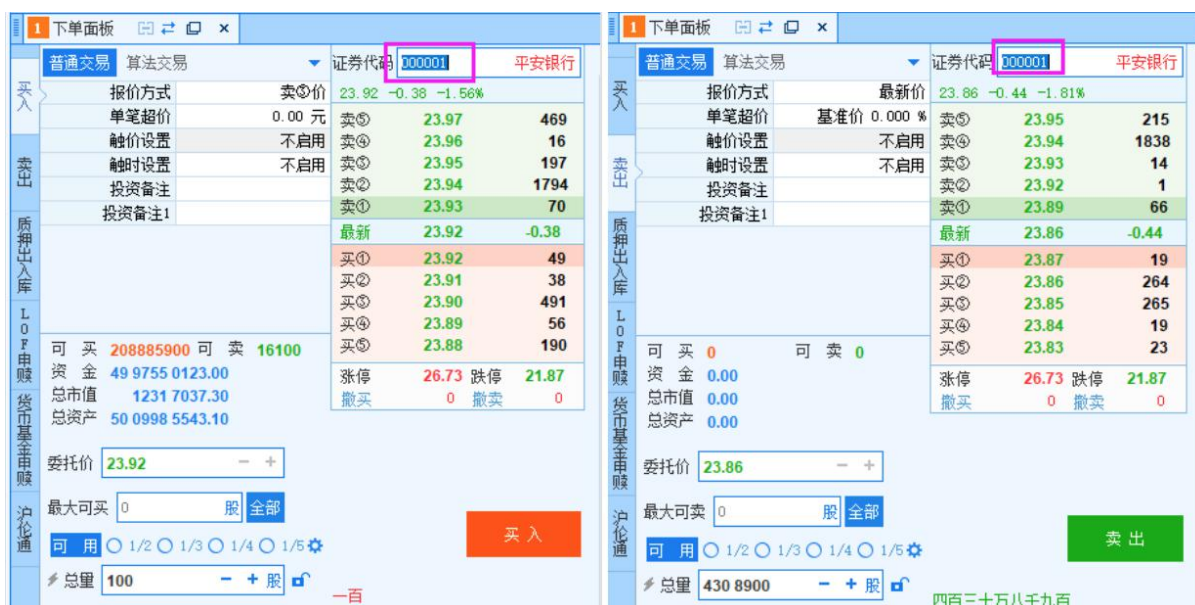 1 下单面板
买入
卖出
质押出入库
LOF申赎
货币基金申赎
沪伦通
普通交易 算法交易
报价方式 卖⑤价
单笔超价 0.00 元
触价设置 不启用
触时设置 不启用
投资备注
投资备注1
证券代码 000001 平安银行
23.92 -0.38 -1.56%
卖⑤ 23.97 469
卖④ 23.96 16
卖③ 23.95 197
卖② 23.94 1794
卖① 23.93 70
最新 23.92 -0.38
买① 23.92 49
买② 23.91 38
买③ 23.90 491
买④ 23.89 56
买⑤ 23.88 190
涨停 26.73 跌停 21.87
撤买 0 撤卖 0
可 买 208885900 可 卖 16100
资 金 49 9755 0123.00
总市值 1231 7037.30
总资产 50 0998 5543.10
委托价 23.92 - +
最大可买 0 股 全部
可 用 1/2 1/3 1/4 1/5
总量 100 - + 股
一百
买入
1 下单面板
买入
卖出
质押出入库
LOF申赎
货币基金申赎
沪伦通
普通交易 算法交易
报价方式 最新价
单笔超价 基准价 0.000 %
触价设置 不启用
触时设置 不启用
投资备注
投资备注1
证券代码 000001 平安银行
23.86 -0.44 -1.81%
卖⑤ 23.95 215
卖④ 23.94 1838
卖③ 23.93 14
卖② 23.92 1
卖① 23.89 66
最新 23.86 -0.44
买① 23.87 19
买② 23.86 264
买③ 23.85 265
买④ 23.84 19
买⑤ 23.83 23
涨停 26.73 跌停 21.87
撤买 0 撤卖 0
可 买 0 可 卖 0
资 金 0.00
总市值 0.00
总资产 0.00
委托价 23.86 - +
最大可卖 0 股 全部
可 用 1/2 1/3 1/4 1/5
总量 430 8900 - + 股
四百三十万八千九百
卖出